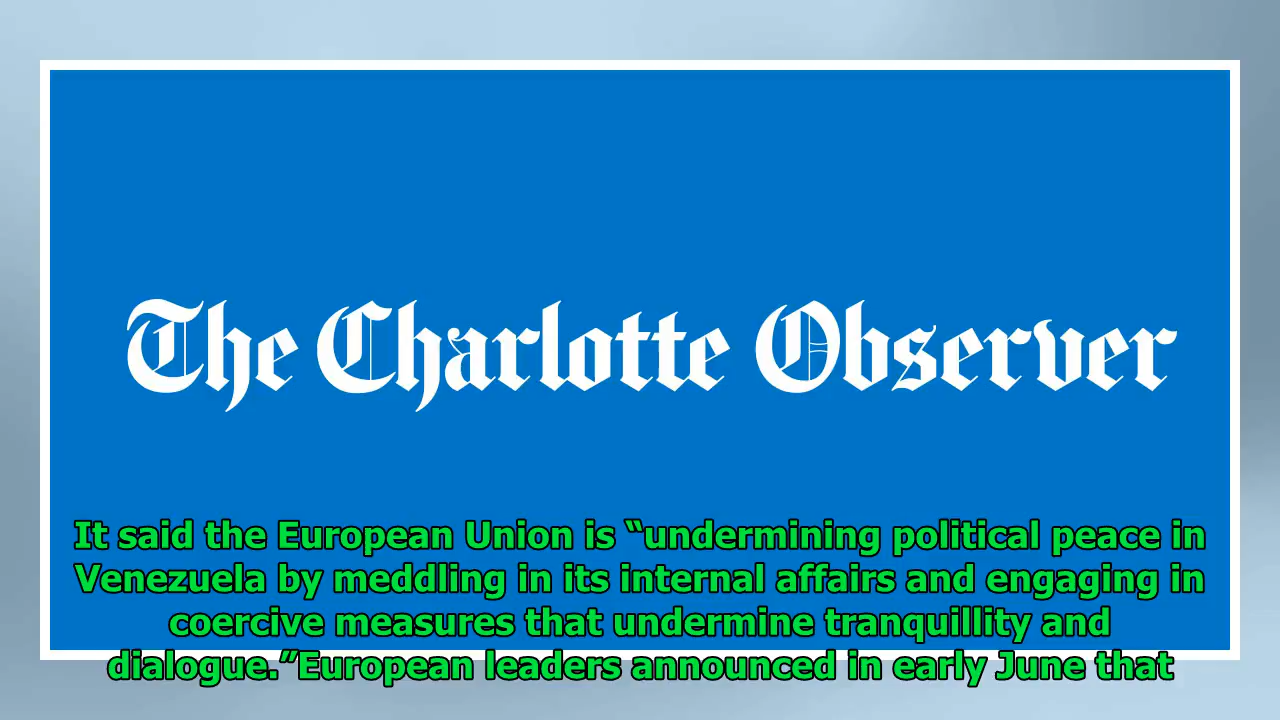 The Charlotte Observer
It said the European Union is “undermining political peace in
Venezuela by meddling in its internal affairs and engaging in
coercive measures that undermine tranquillity and
dialogue.”European leaders announced in early June that